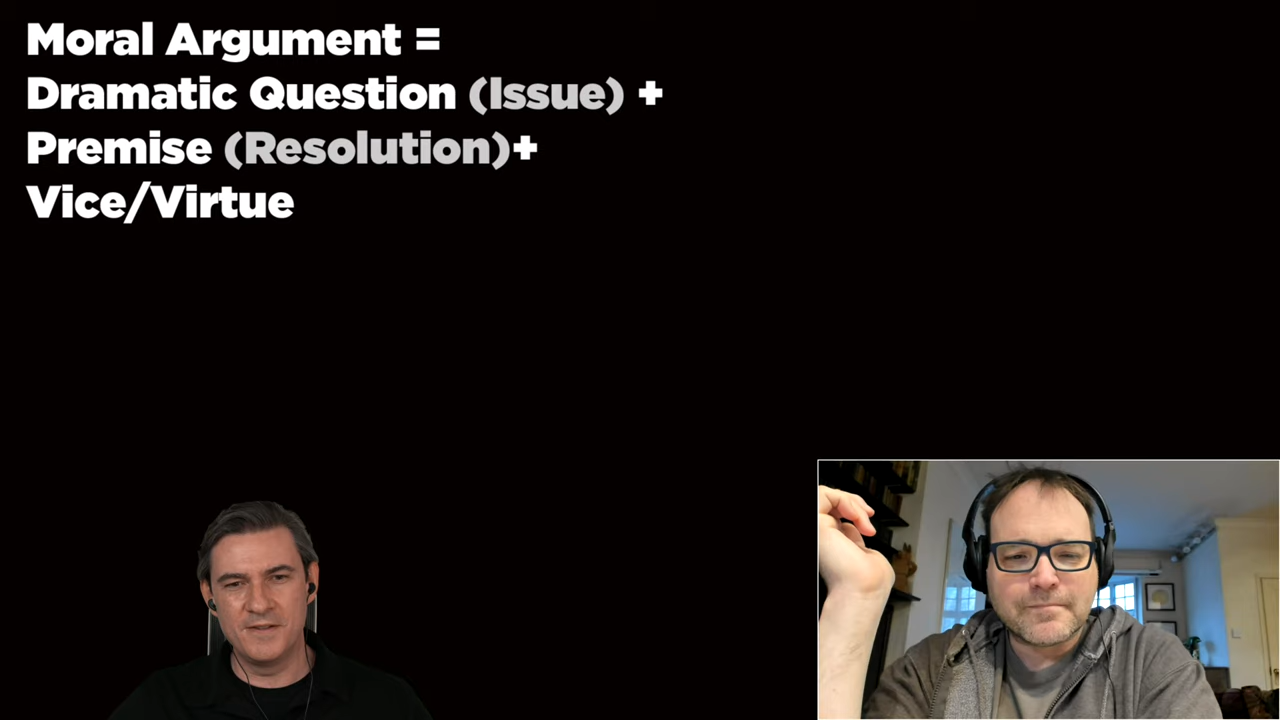 Moral Argument =
Dramatic Question (Issue) +
Premise (Resolution)+
Vice/Virtue